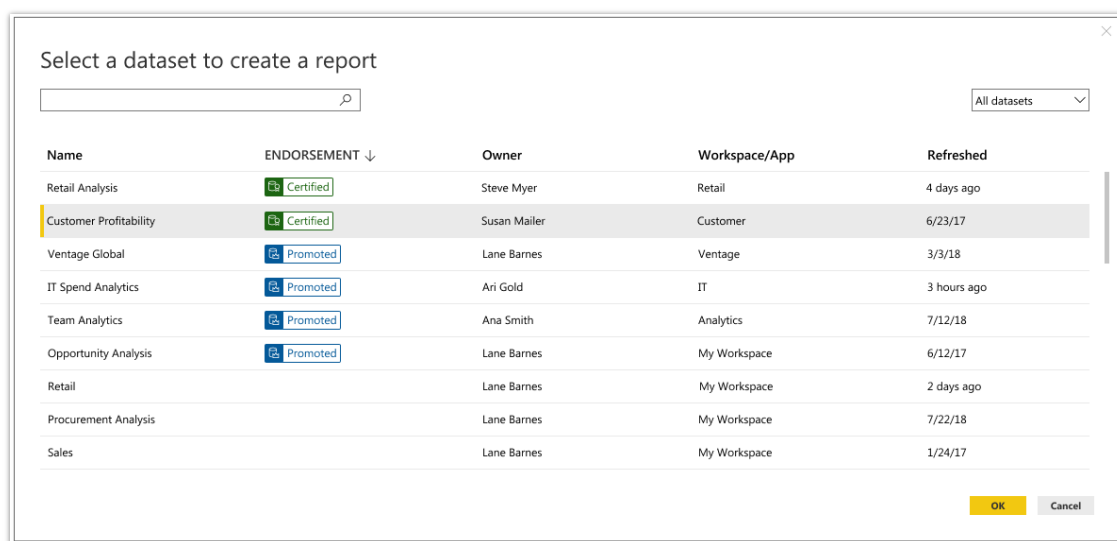 Select a dataset to create a report
All datasets
Name ENDORSEMENT ↓ Owner Workspace/App Refreshed
Retail Analysis Certified Steve Myer Retail 4 days ago
Customer Profitability Certified Susan Mailer Customer 6/23/17
Ventage Global Promoted Lane Barnes Ventage 3/3/18
IT Spend Analytics Promoted Ari Gold IT 3 hours ago
Team Analytics Promoted Ana Smith Analytics 7/12/18
Opportunity Analysis Promoted Lane Barnes My Workspace 6/12/17
Retail Lane Barnes My Workspace 2 days ago
Procurement Analysis Lane Barnes My Workspace 7/22/18
Sales Lane Barnes My Workspace 1/24/17
OK Cancel